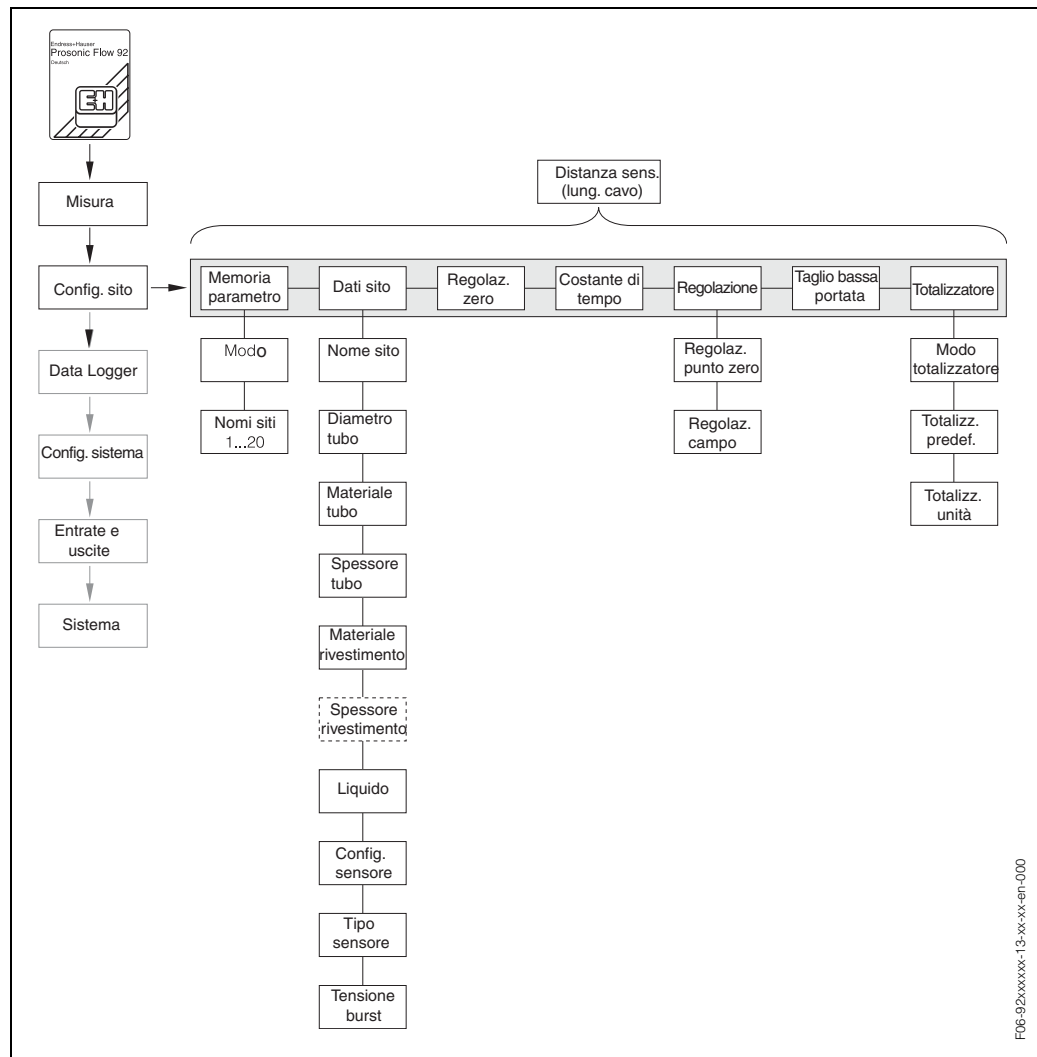 Endress+Hauser
Prosonic Flow 92
Deutsch
E+H
Distanza sens.
(lung. cavo)
Misura
Config. sito
Memoria
parametro
Dati sito
Regolaz.
zero
Costante di
tempo
Regolazione
Taglio bassa
portata
Totalizzatore
Data Logger
Modo
Nome sito
Regolaz.
punto zero
Modo
totalizzatore
Config. sistema
Nomi siti
1...20
Diametro
tubo
Regolaz.
campo
Totalizz.
predef.
Entrate e
uscite
Materiale
tubo
Totalizz.
unità
Sistema
Spessore
tubo
Materiale
rivestimento
Spessore
rivestimento
Liquido
Config.
sensore
Tipo
sensore
Tensione
burst
F06-92xxxxxx-13-xx-xx-en-000